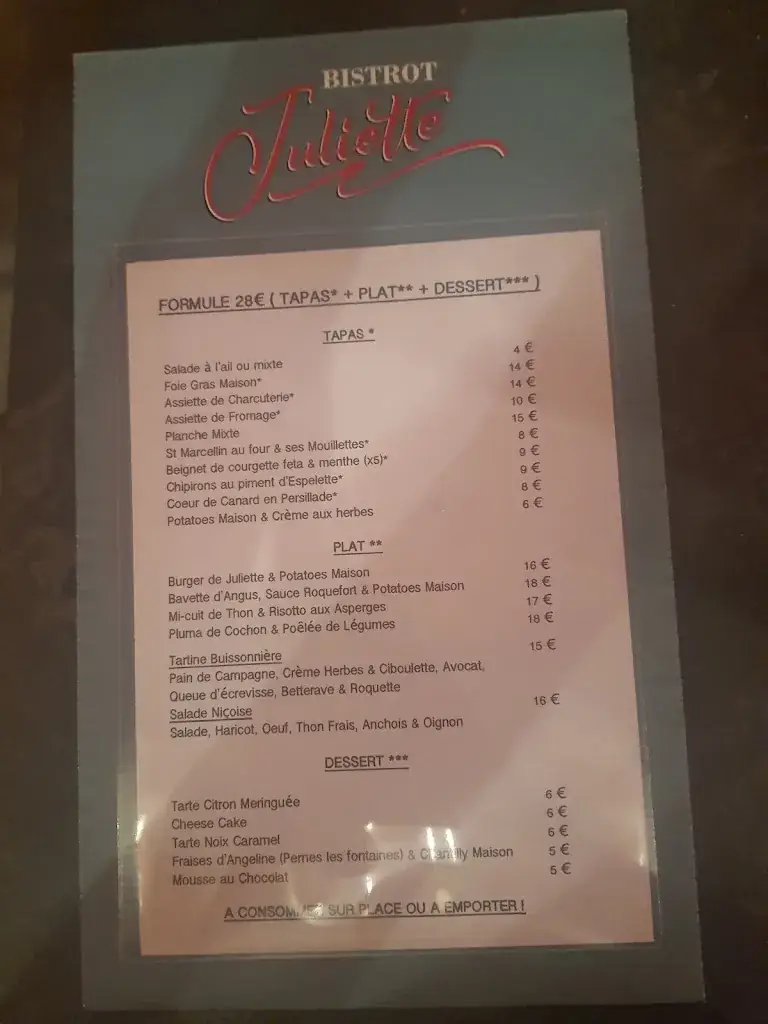 BISTROT
Juliette
FORMULE 28€ ( TAPAS* + PLAT** + DESSERT*** )
TAPAS *
Salade à l'ail ou mixte 4 €
Foie Gras Maison* 14 €
Assiette de Charcuterie* 14 €
Assiette de Fromage* 10 €
Planche Mixte 15 €
St Marcellin au four & ses Mouillettes* 8 €
Beignet de courgette feta & menthe (x5)* 9 €
Chipirons au piment d'Espelette* 9 €
Coeur de Canard en Persillade* 8 €
Potatoes Maison & Crème aux herbes 6 €
PLAT **
Burger de Juliette & Potatoes Maison 16 €
Bavette d'Angus, Sauce Roquefort & Potatoes Maison 18 €
Mi-cuit de Thon & Risotto aux Asperges 17 €
Pluma de Cochon & Poêlée de Légumes 18 €
Tartine Buissonnière 15 €
Pain de Campagne, Crème Herbes & Ciboulette, Avocat,
Queue d'écrevisse, Betterave & Roquette
Salade Niçoise 16 €
Salade, Haricot, Oeuf, Thon Frais, Anchois & Oignon
DESSERT ***
Tarte Citron Meringuée 6 €
Cheese Cake 6 €
Tarte Noix Caramel 6 €
Fraises d'Angeline (Pernes les fontaines) & Chantilly Maison 5 €
Mousse au Chocolat 5 €
A CONSOMMER SUR PLACE OU A EMPORTER !